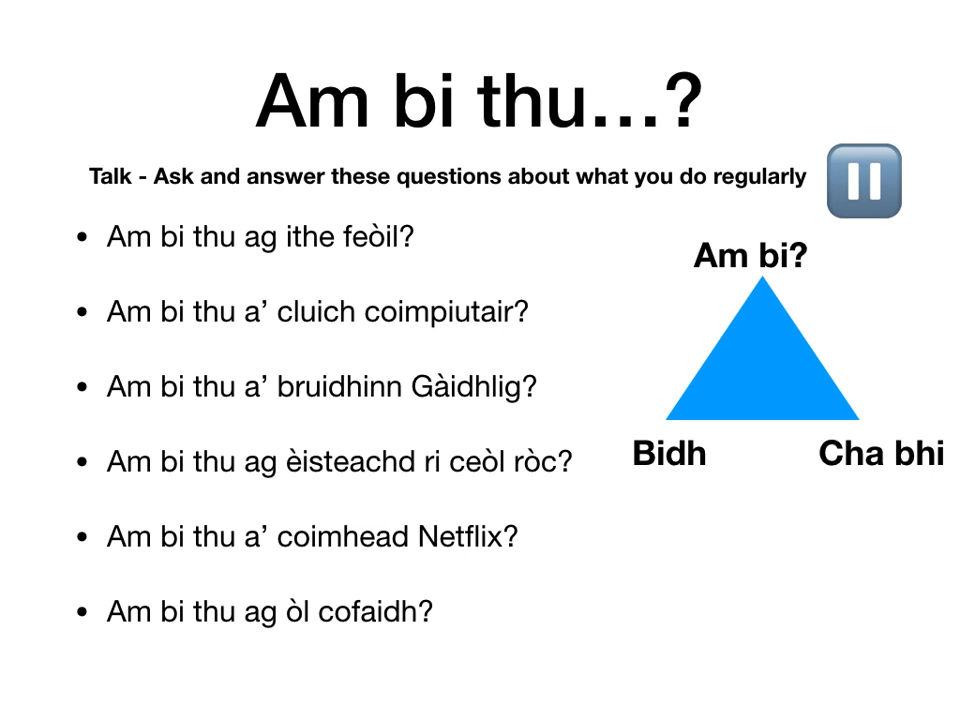 Am bi thu…?
Talk - Ask and answer these questions about what you do regularly
• Am bi thu ag ithe feòil?
• Am bi thu a’ cluich coimpiutair?
• Am bi thu a’ bruidhinn Gàidhlig?
• Am bi thu ag èisteachd ri ceòl ròc?
• Am bi thu a’ coimhead Netflix?
• Am bi thu ag òl cofaidh?
Am bi?
Bidh
Cha bhi